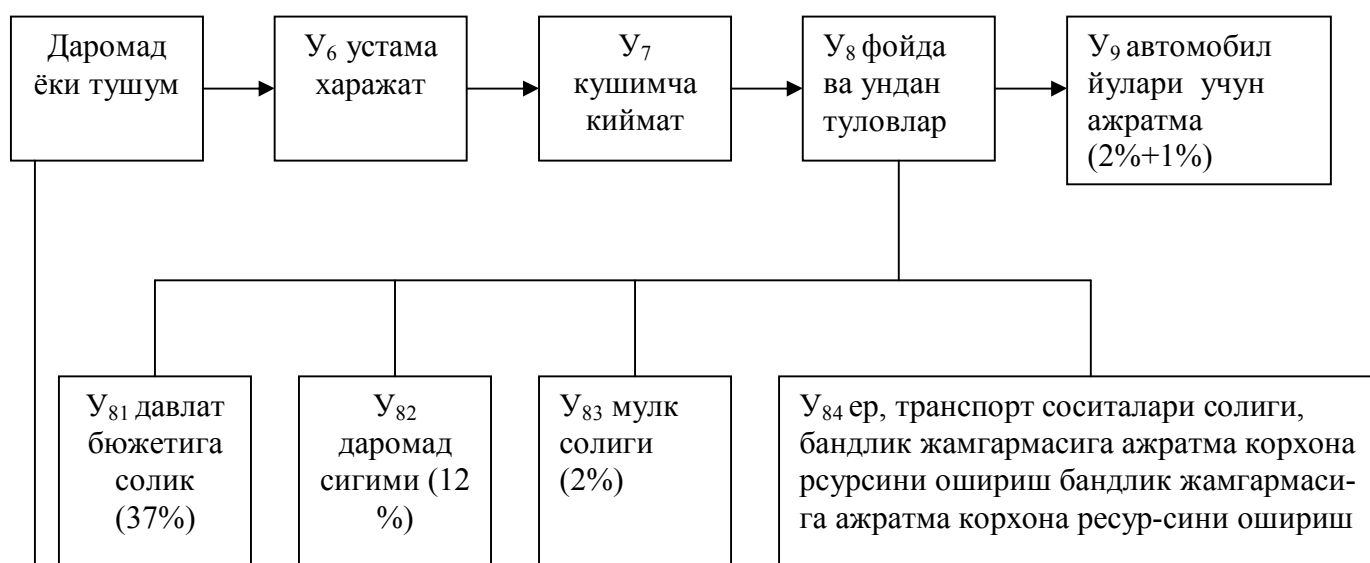 Даромад
ёки тушум
У₆ устама
харажат
У₇
кушимча
киймат
У₈ фойда
ва ундан
туловлар
У₉ автомобил
йулари учун
ажратма
(2%+1%)
У₈₁ давлат
бюжетига
солик
(37%)
У₈₂
даромад
сигими (12
%)
У₈₃ мулк
солиги
(2%)
У₈₄ ер, транспорт соситалари солиги,
бандлик жамгармасига ажратма корхона
рсурсини ошириш бандлик жамгармаси-
га ажратма корхона ресур-сини ошириш